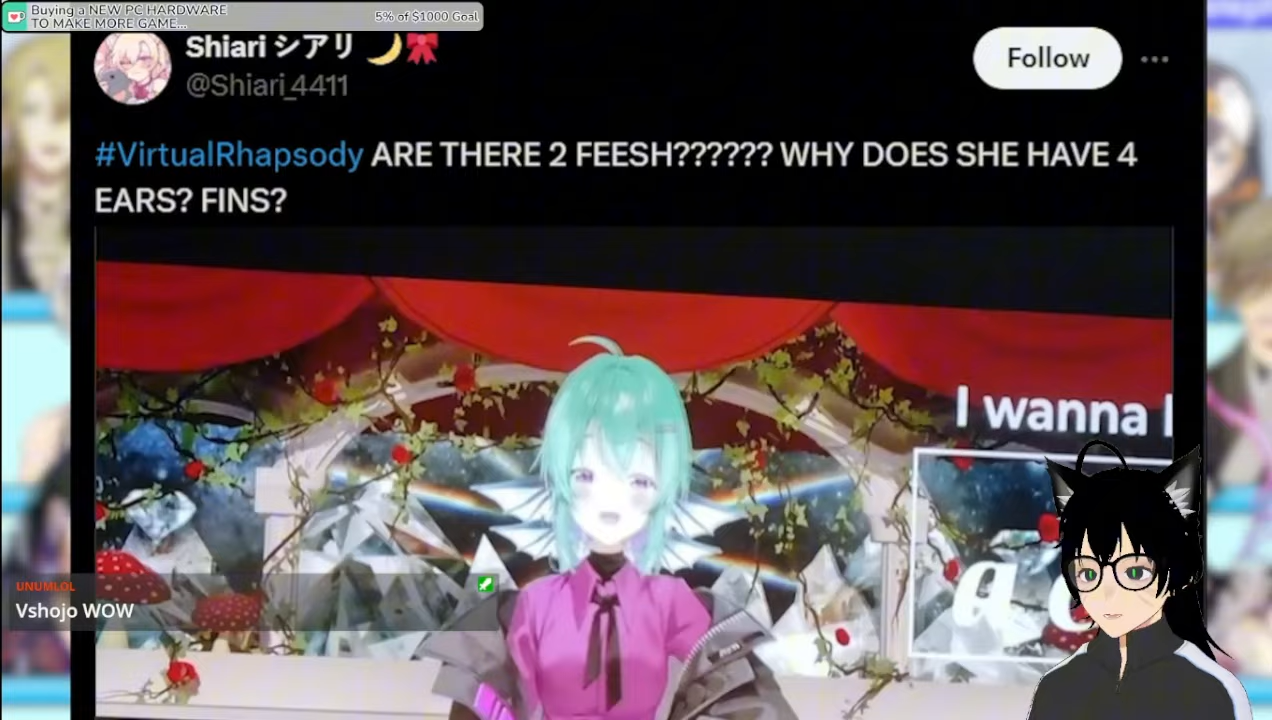 Buying a NEW PC HARDWARE
TO MAKE MORE GAME...
5% of $1000 Goal
Shiari シアリ 🌙🎀
@Shiari_4411
Follow
#VirtualRhapsody ARE THERE 2 FEESH?????? WHY DOES SHE HAVE 4
EARS? FINS?
I wanna
a
UNUMLOL
Vshojo WOW